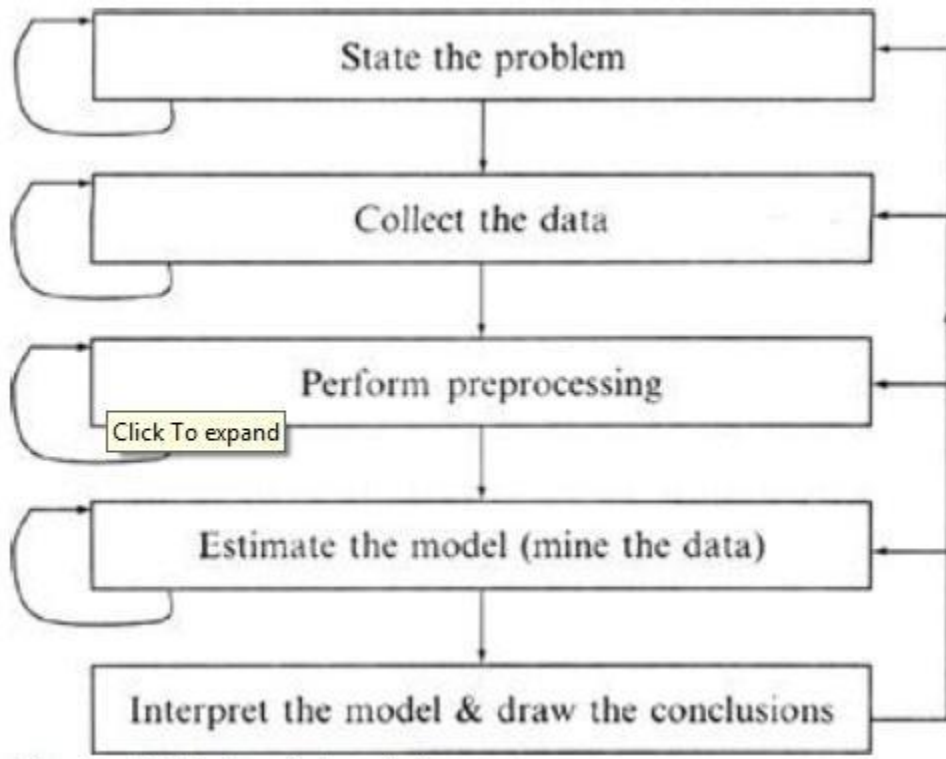 State the problem
Collect the data
Perform preprocessing
Click To expand
Estimate the model (mine the data)
Interpret the model & draw the conclusions